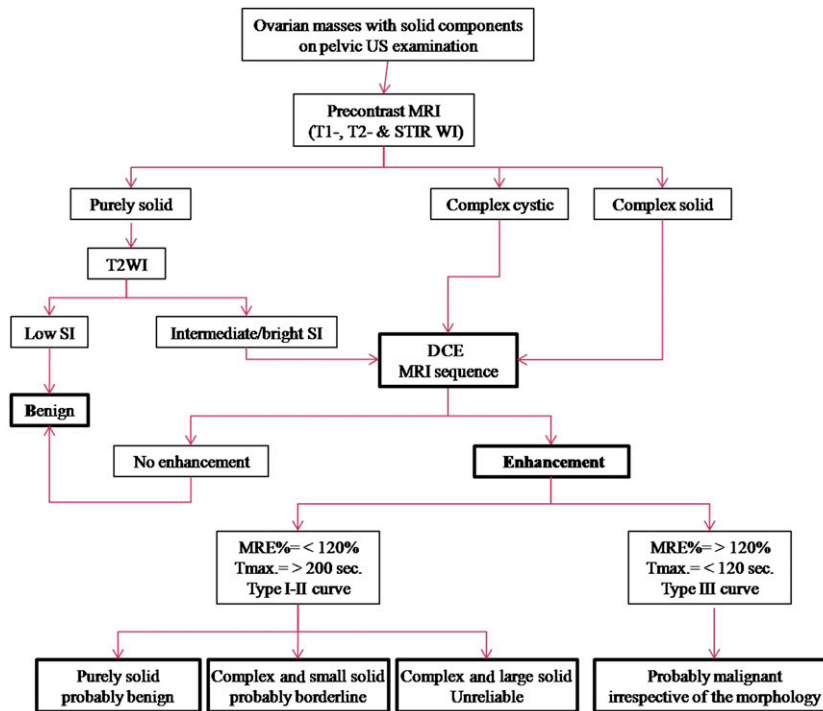 Ovarian masses with solid components
on pelvic US examination
Precontrast MRI
(T1-, T2- & STIR WI)
Purely solid
Complex cystic
Complex solid
T2WI
Low SI
Intermediate/bright SI
DCE
MRI sequence
Benign
No enhancement
Enhancement
MRE%= < 120%
Tmax.= > 200 sec.
Type I-II curve
MRE%= > 120%
Tmax.= < 120 sec.
Type III curve
Purely solid
probably benign
Complex and small solid
probably borderline
Complex and large solid
Unreliable
Probably malignant
irrespective of the morphology